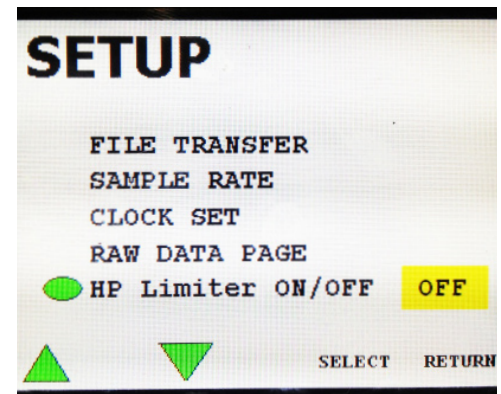 SETUP
FILE TRANSFER
SAMPLE RATE
CLOCK SET
RAW DATA PAGE
HP Limiter ON/OFF OFF
SELECT RETURN